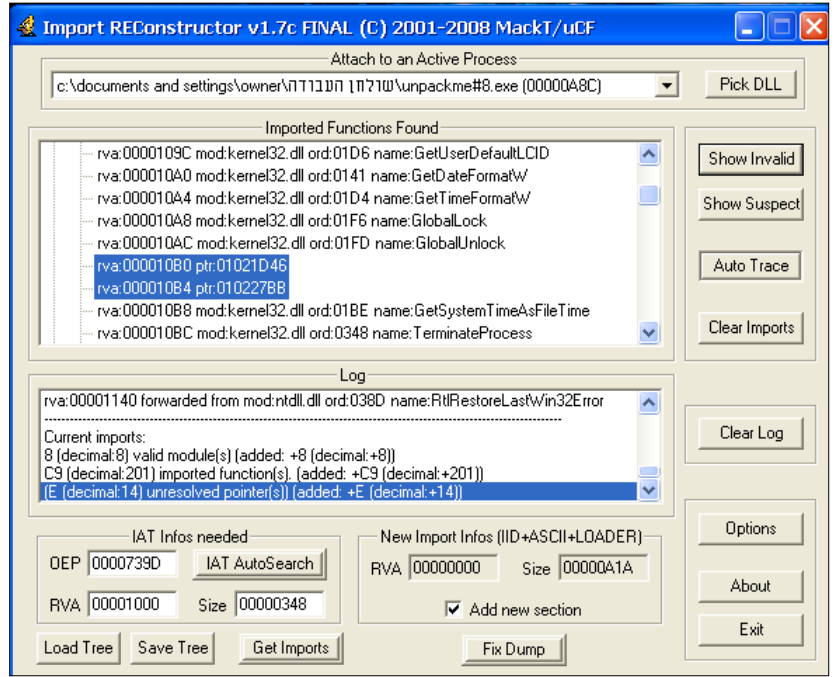 Import REConstructor v1.7c FINAL (C) 2001-2008 MackT/uCF
Attach to an Active Process
c:\documents and settings\owner\שולחן העבודה\unpackme#8.exe (00000A8C)
Pick DLL
Imported Functions Found
rva:0000109C mod:kernel32.dll ord:01D6 name:GetUserDefaultLCID
rva:000010A0 mod:kernel32.dll ord:0141 name:GetDateFormatW
rva:000010A4 mod:kernel32.dll ord:01D4 name:GetTimeFormatW
rva:000010A8 mod:kernel32.dll ord:01F6 name:GlobalLock
rva:000010AC mod:kernel32.dll ord:01FD name:GlobalUnlock
rva:000010B0 ptr:01021D46
rva:000010B4 ptr:010227BB
rva:000010B8 mod:kernel32.dll ord:01BE name:GetSystemTimeAsFileTime
rva:000010BC mod:kernel32.dll ord:0348 name:TerminateProcess
Show Invalid
Show Suspect
Auto Trace
Clear Imports
Log
rva:00001140 forwarded from mod:ntdll.dll ord:038D name:RtlRestoreLastWin32Error
---------------------------------------------------------------------------------------------------
Current imports:
8 (decimal:8) valid module(s) (added: +8 (decimal:+8))
C9 (decimal:201) imported function(s). (added: +C9 (decimal:+201))
(E (decimal:14) unresolved pointer(s)) (added: +E (decimal:+14))
Clear Log
IAT Infos needed
OEP 0000739D IAT AutoSearch
RVA 00001000 Size 00000348
New Import Infos (IID+ASCII+LOADER)
RVA 00000000 Size 00000A1A
Add new section
Options
About
Exit
Load Tree Save Tree Get Imports Fix Dump